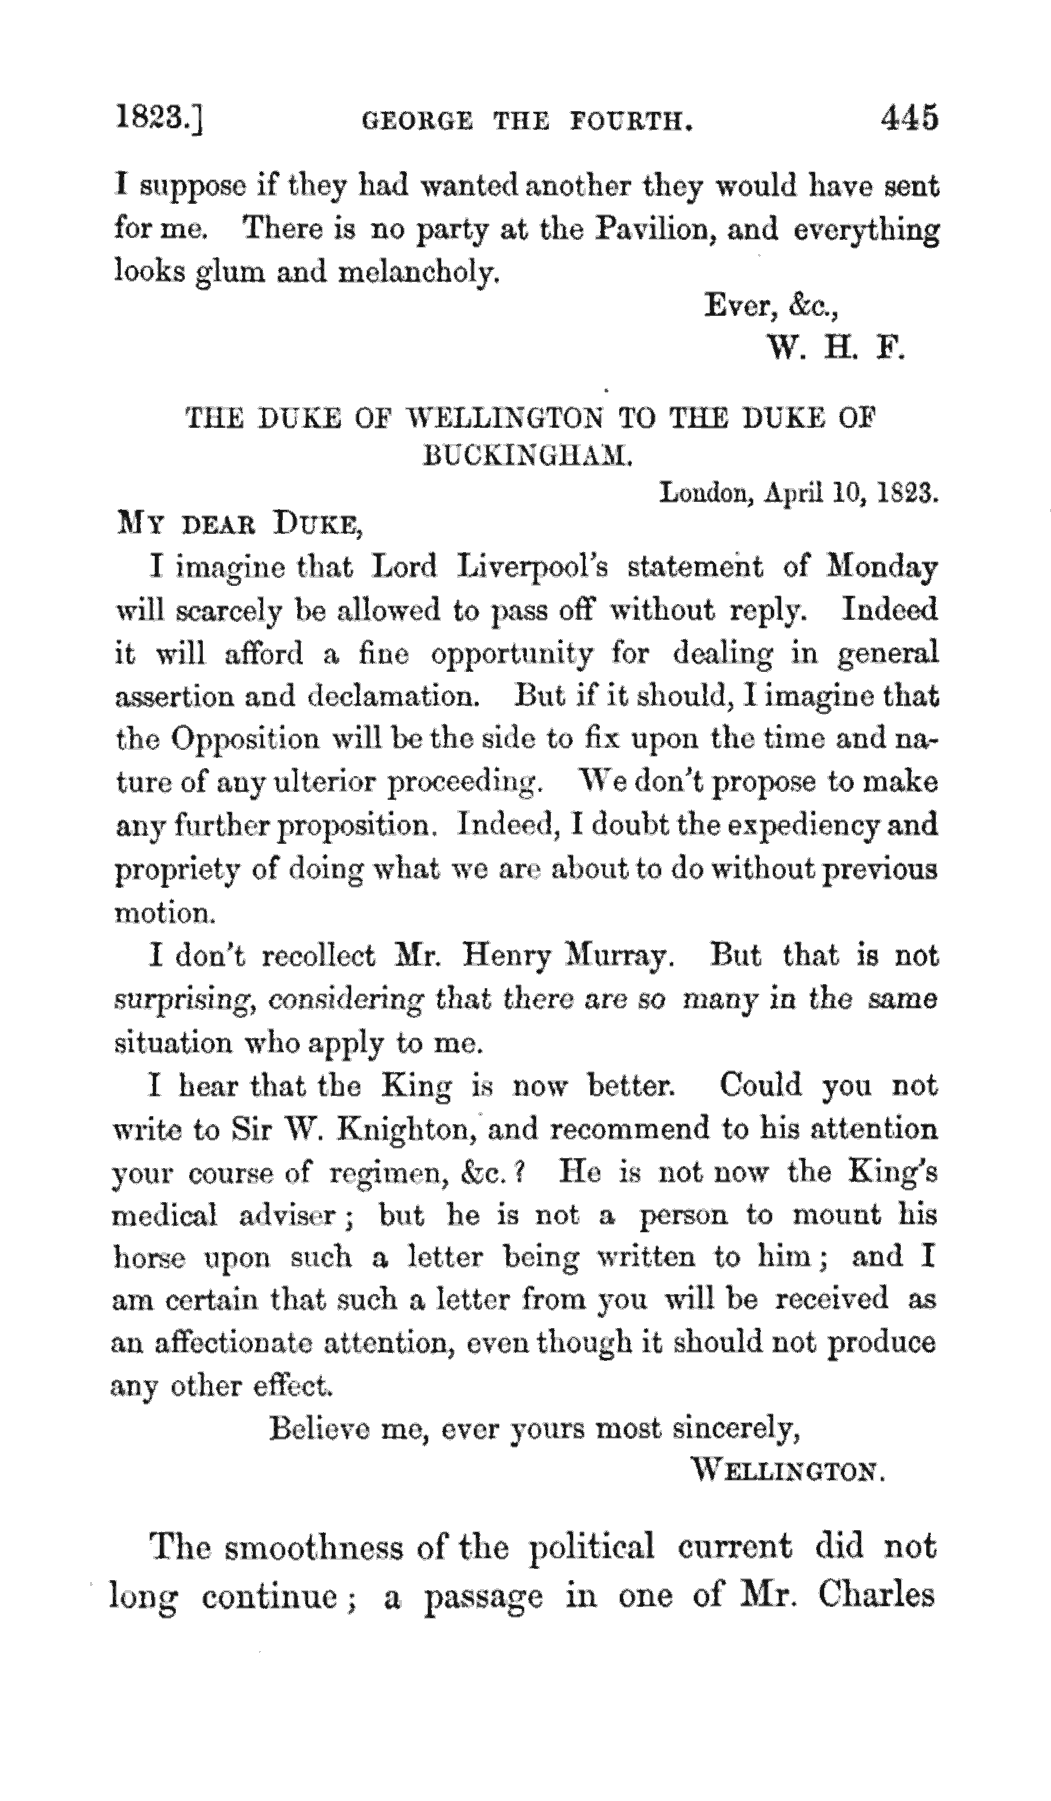 1823.] GEORGE THE FOURTH. 445
I suppose if they had wanted another they would have sent
for me. There is no party at the Pavilion, and everything
looks glum and melancholy.
Ever, &c.,
W. H. F.
THE DUKE OF WELLINGTON TO THE DUKE OF
BUCKINGHAM.
London, April 10, 1823.
MY DEAR DUKE,
I imagine that Lord Liverpool's statement of Monday
will scarcely be allowed to pass off without reply. Indeed
it will afford a fine opportunity for dealing in general
assertion and declamation. But if it should, I imagine that
the Opposition will be the side to fix upon the time and na-
ture of any ulterior proceeding. We don't propose to make
any further proposition. Indeed, I doubt the expediency and
propriety of doing what we are about to do without previous
motion.
I don't recollect Mr. Henry Murray. But that is not
surprising, considering that there are so many in the same
situation who apply to me.
I hear that the King is now better. Could you not
write to Sir W. Knighton, and recommend to his attention
your course of regimen, &c.? He is not now the King's
medical adviser; but he is not a person to mount his
horse upon such a letter being written to him; and I
am certain that such a letter from you will be received as
an affectionate attention, even though it should not produce
any other effect.
Believe me, ever yours most sincerely,
WELLINGTON.
The smoothness of the political current did not
long continue; a passage in one of Mr. Charles